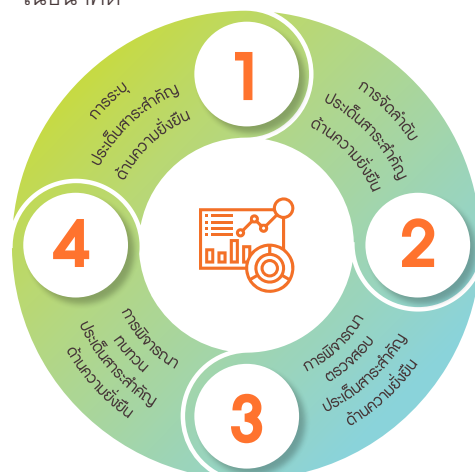 ในอนาคต
1
การระบุ
ประเด็นสาระสำคัญ
ด้านความยั่งยืน
2
การจัดลำดับ
ประเด็นสาระสำคัญ
ด้านความยั่งยืน
3
การพิจารณา
ตรวจสอบ
ประเด็นสาระสำคัญ
ด้านความยั่งยืน
4
การพิจารณา
ทบทวน
ประเด็นสาระสำคัญ
ด้านความยั่งยืน